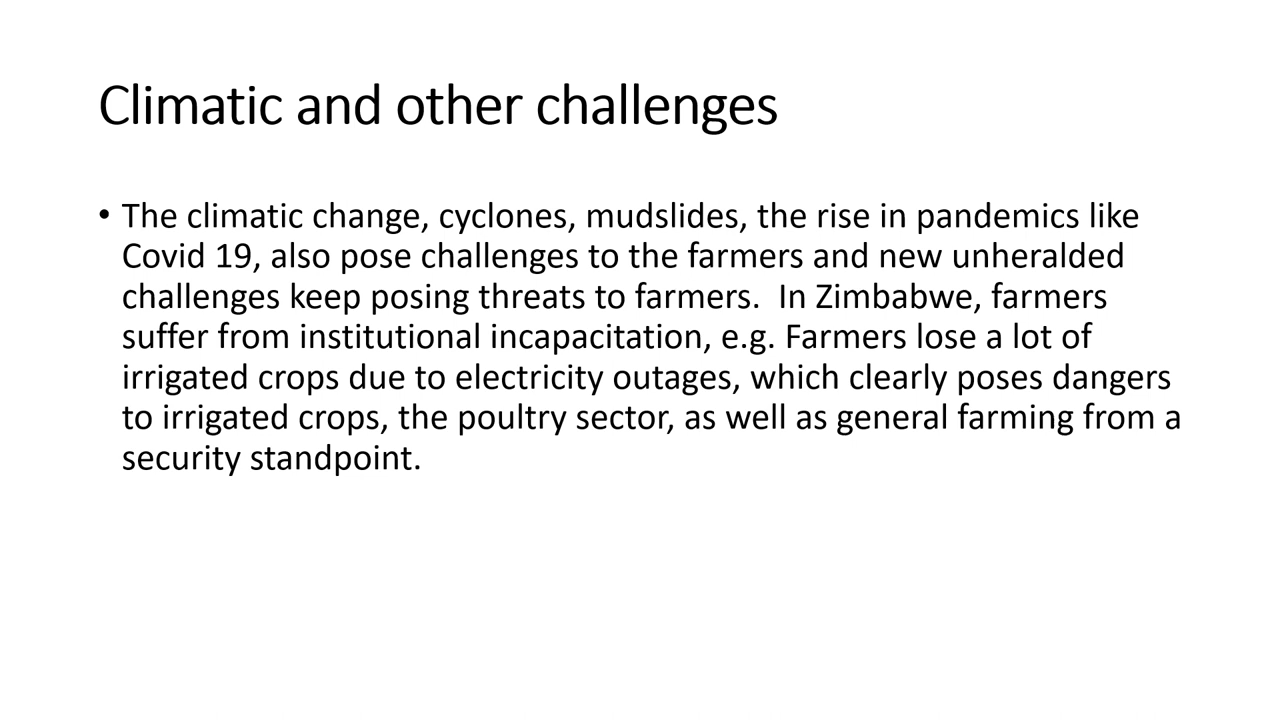 Climatic and other challenges
• The climatic change, cyclones, mudslides, the rise in pandemics like
Covid 19, also pose challenges to the farmers and new unheralded
challenges keep posing threats to farmers.  In Zimbabwe, farmers
suffer from institutional incapacitation, e.g. Farmers lose a lot of
irrigated crops due to electricity outages, which clearly poses dangers
to irrigated crops, the poultry sector, as well as general farming from a
security standpoint.